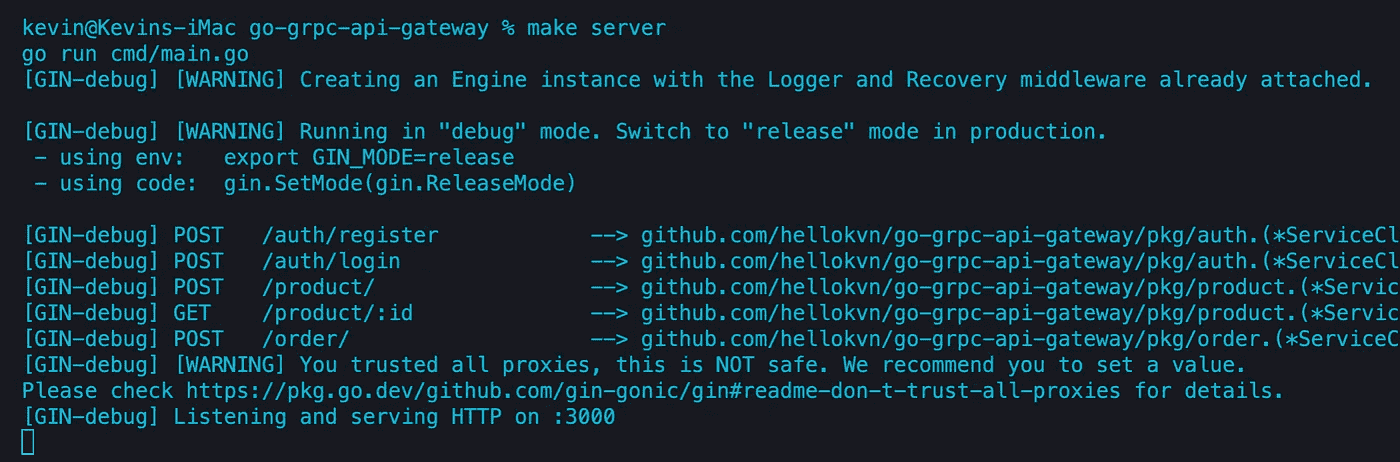 kevin@Kevins-iMac go-grpc-api-gateway % make server
go run cmd/main.go
[GIN-debug] [WARNING] Creating an Engine instance with the Logger and Recovery middleware already attached.
[GIN-debug] [WARNING] Running in "debug" mode. Switch to "release" mode in production.
- using env:   export GIN_MODE=release
- using code:  gin.SetMode(gin.ReleaseMode)
[GIN-debug] POST   /auth/register            --> github.com/hellokvn/go-grpc-api-gateway/pkg/auth.(*ServiceCl
[GIN-debug] POST   /auth/login               --> github.com/hellokvn/go-grpc-api-gateway/pkg/auth.(*ServiceCl
[GIN-debug] POST   /product/                 --> github.com/hellokvn/go-grpc-api-gateway/pkg/product.(*Servic
[GIN-debug] GET    /product/:id              --> github.com/hellokvn/go-grpc-api-gateway/pkg/product.(*Servic
[GIN-debug] POST   /order/                   --> github.com/hellokvn/go-grpc-api-gateway/pkg/order.(*ServiceC
[GIN-debug] [WARNING] You trusted all proxies, this is NOT safe. We recommend you to set a value.
Please check https://pkg.go.dev/github.com/gin-gonic/gin#readme-don-t-trust-all-proxies for details.
[GIN-debug] Listening and serving HTTP on :3000